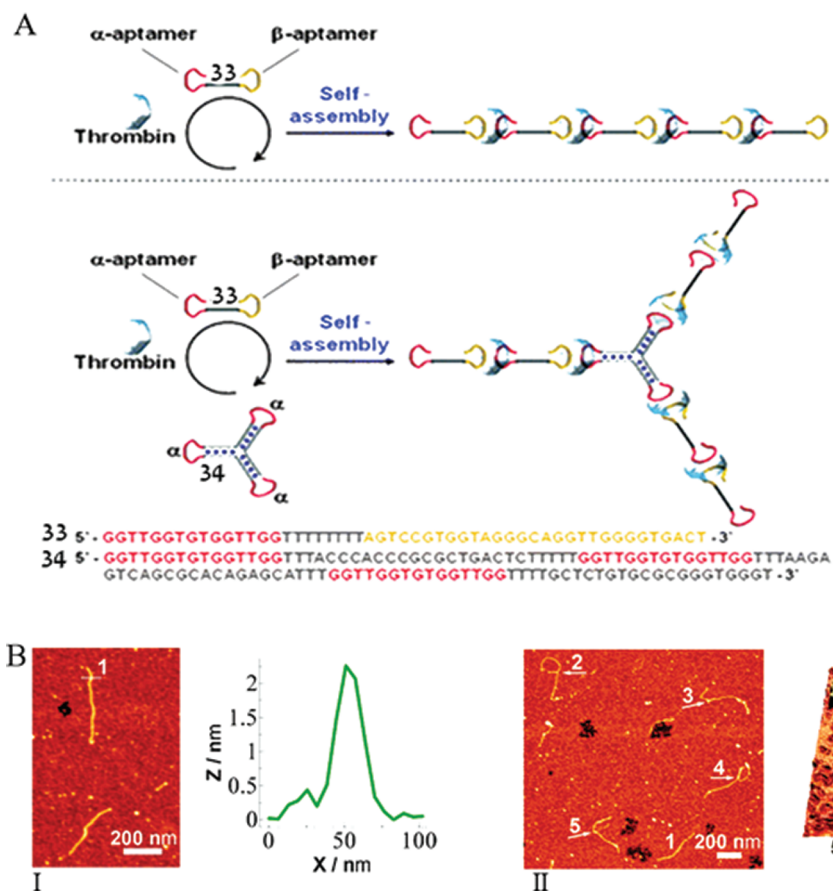 A
α-aptamer 33 β-aptamer
Thrombin
Self-
assembly
α-aptamer 33 β-aptamer
Thrombin
Self-
assembly
α
α
34
α
33 5'- GGTTGGTGTGGTTGGTTTTTTTTAGTCCGTGGTAGGGCAGGTTGGGGTGACT -3'
34 5'- GGTTGGTGTGGTTGGTTTACCCACCCGCGCTGACTCTTTTTTGGTTGGTGTGGTTGGTTTAAGA
GTCAGCGCACAGAGCATTTGGTTGGTGTGGTTGGTTTTGCTCTGTGCGCGGGTGGGT -3'
B
1
200 nm
I
Z / nm
2
1.5
1
0.5
0
0 50 100
X / nm
2
3
4
5
1
200 nm
II